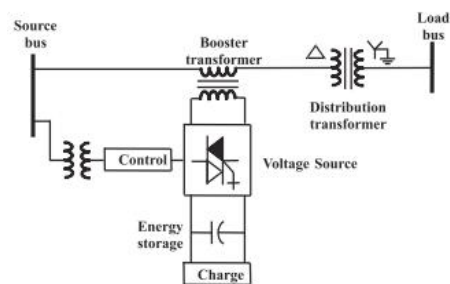 Source
bus
Load
bus
Booster
transformer
Distribution
transformer
Control
Voltage Source
Energy
storage
Charge